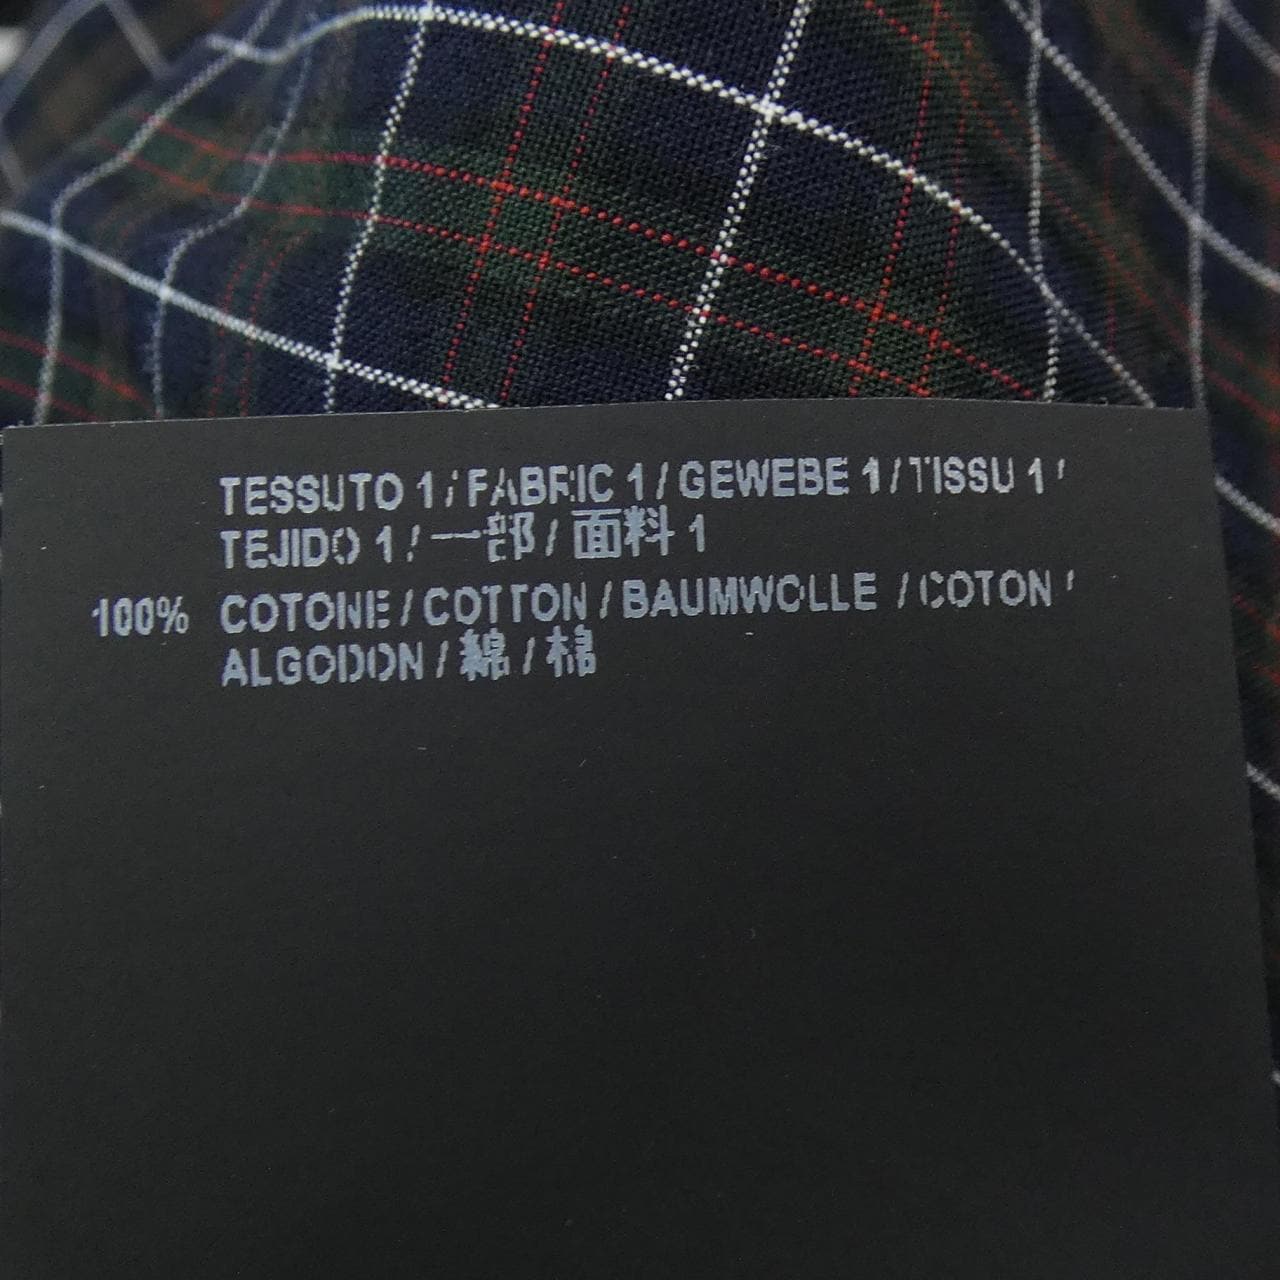 TESSUTO 1 / FABRIC 1 / GEWEBE 1 / TISSU 1 /
TEJIDO 1 / 一部 / 面料 1
100% COTONE / COTTON / BAUMWOLLE / COTON /
ALGODON / 綿 / 棉